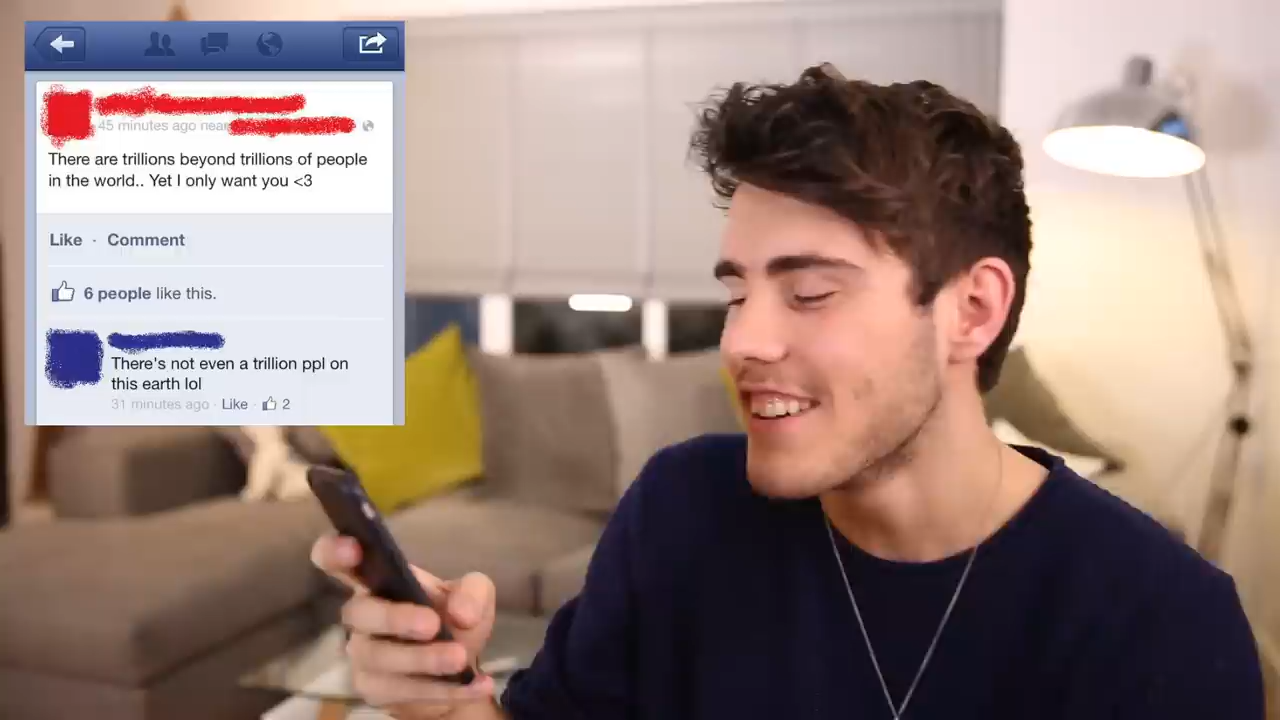 45 minutes ago near
There are trillions beyond trillions of people
in the world.. Yet I only want you <3
Like · Comment
6 people like this.
There's not even a trillion ppl on
this earth lol
31 minutes ago · Like · 2